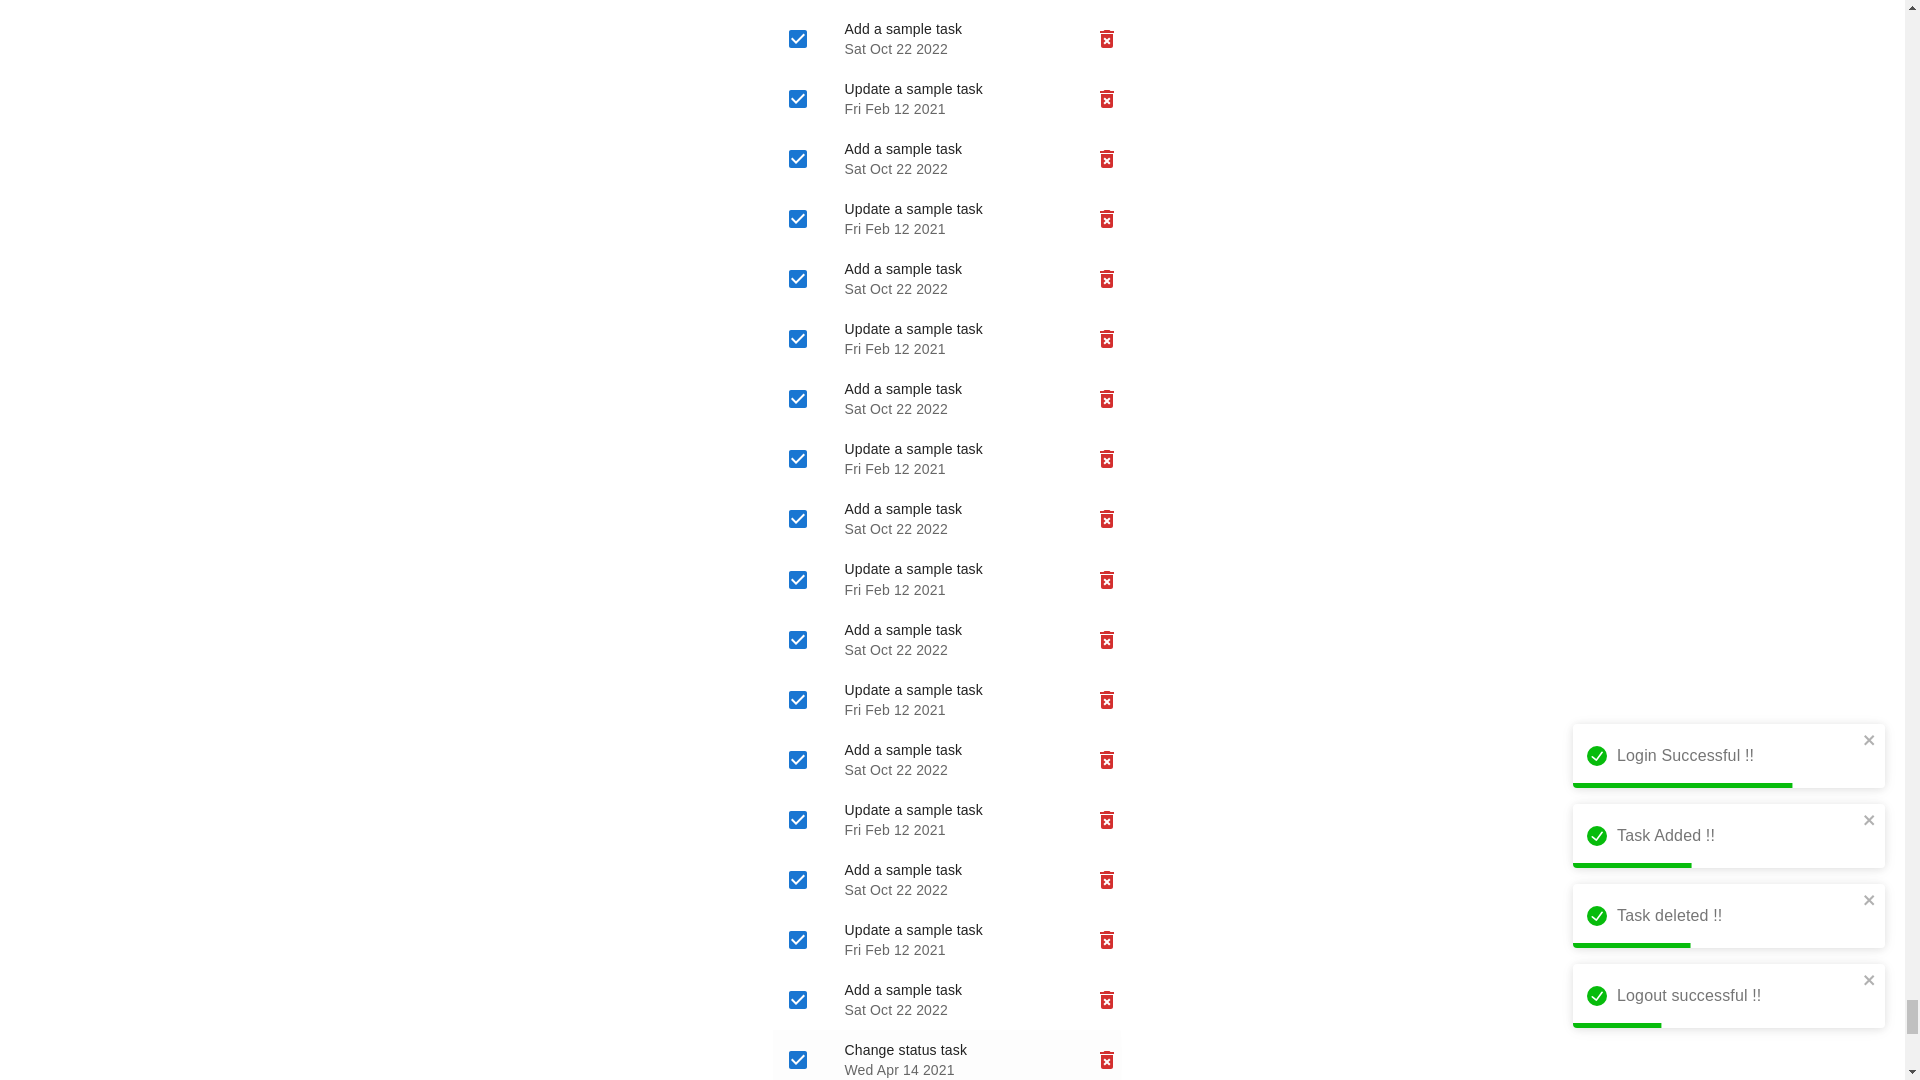 Add a sample task
Sat Oct 22 2022
Update a sample task
Fri Feb 12 2021
Add a sample task
Sat Oct 22 2022
Update a sample task
Fri Feb 12 2021
Add a sample task
Sat Oct 22 2022
Update a sample task
Fri Feb 12 2021
Add a sample task
Sat Oct 22 2022
Update a sample task
Fri Feb 12 2021
Add a sample task
Sat Oct 22 2022
Update a sample task
Fri Feb 12 2021
Add a sample task
Sat Oct 22 2022
Update a sample task
Fri Feb 12 2021
Add a sample task
Sat Oct 22 2022
Update a sample task
Fri Feb 12 2021
Add a sample task
Sat Oct 22 2022
Update a sample task
Fri Feb 12 2021
Add a sample task
Sat Oct 22 2022
Change status task
Wed Apr 14 2021
Login Successful !!
Task Added !!
Task deleted !!
Logout successful !!